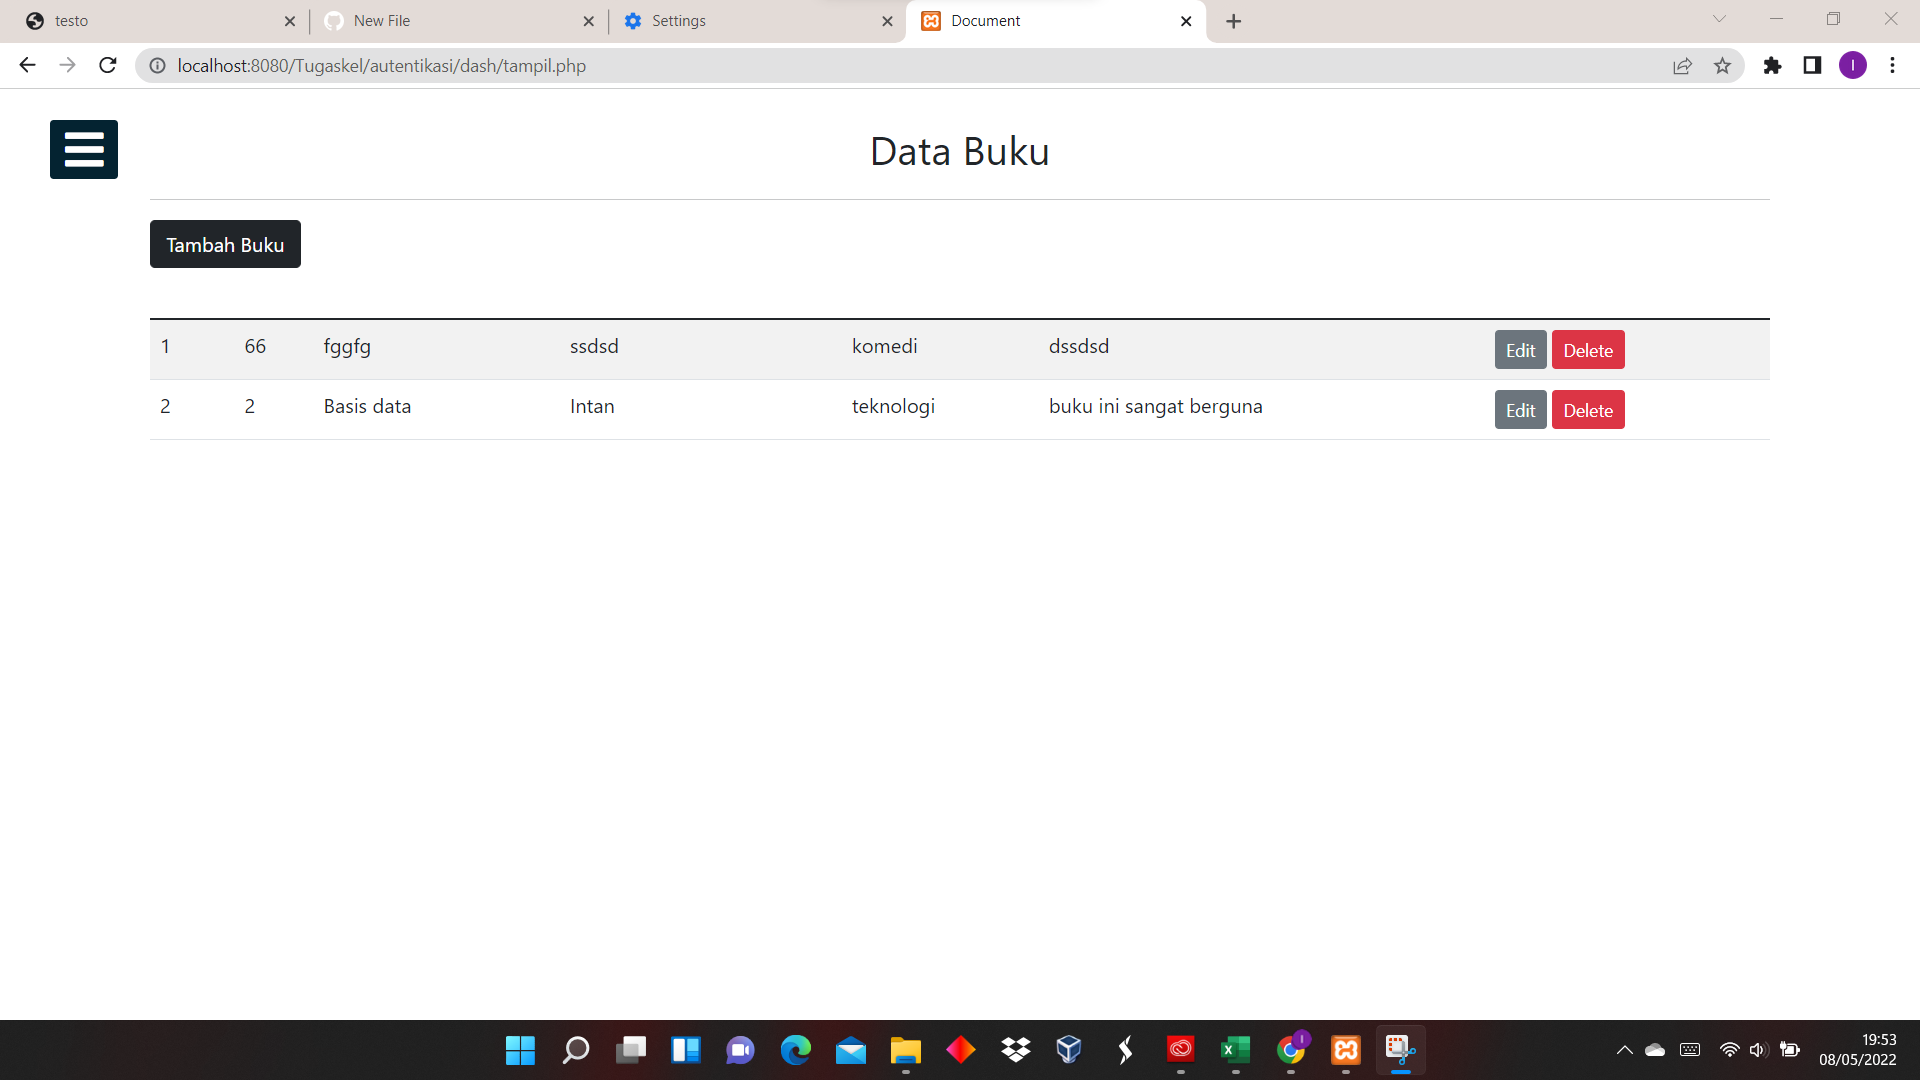 testo
New File
Settings
Document
localhost:8080/Tugaskel/autentikasi/dash/tampil.php
I
Data Buku
Tambah Buku
1 66 fggfg ssdsd komedi dssdsd Edit Delete
2 2 Basis data Intan teknologi buku ini sangat berguna Edit Delete
19:53
08/05/2022